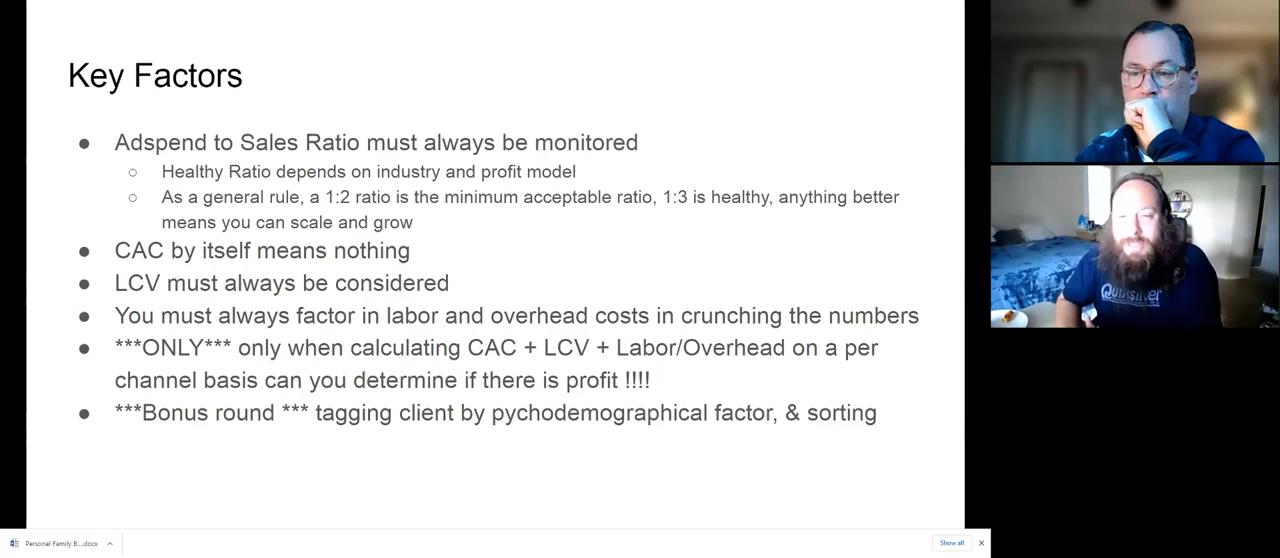 Key Factors
● Adspend to Sales Ratio must always be monitored
○ Healthy Ratio depends on industry and profit model
○ As a general rule, a 1:2 ratio is the minimum acceptable ratio, 1:3 is healthy, anything better
means you can scale and grow
● CAC by itself means nothing
● LCV must always be considered
● You must always factor in labor and overhead costs in crunching the numbers
● ***ONLY*** only when calculating CAC + LCV + Labor/Overhead on a per
channel basis can you determine if there is profit !!!!
● ***Bonus round *** tagging client by pychodemographical factor, & sorting
Quiksilver
Personal Family B....docx
Show all